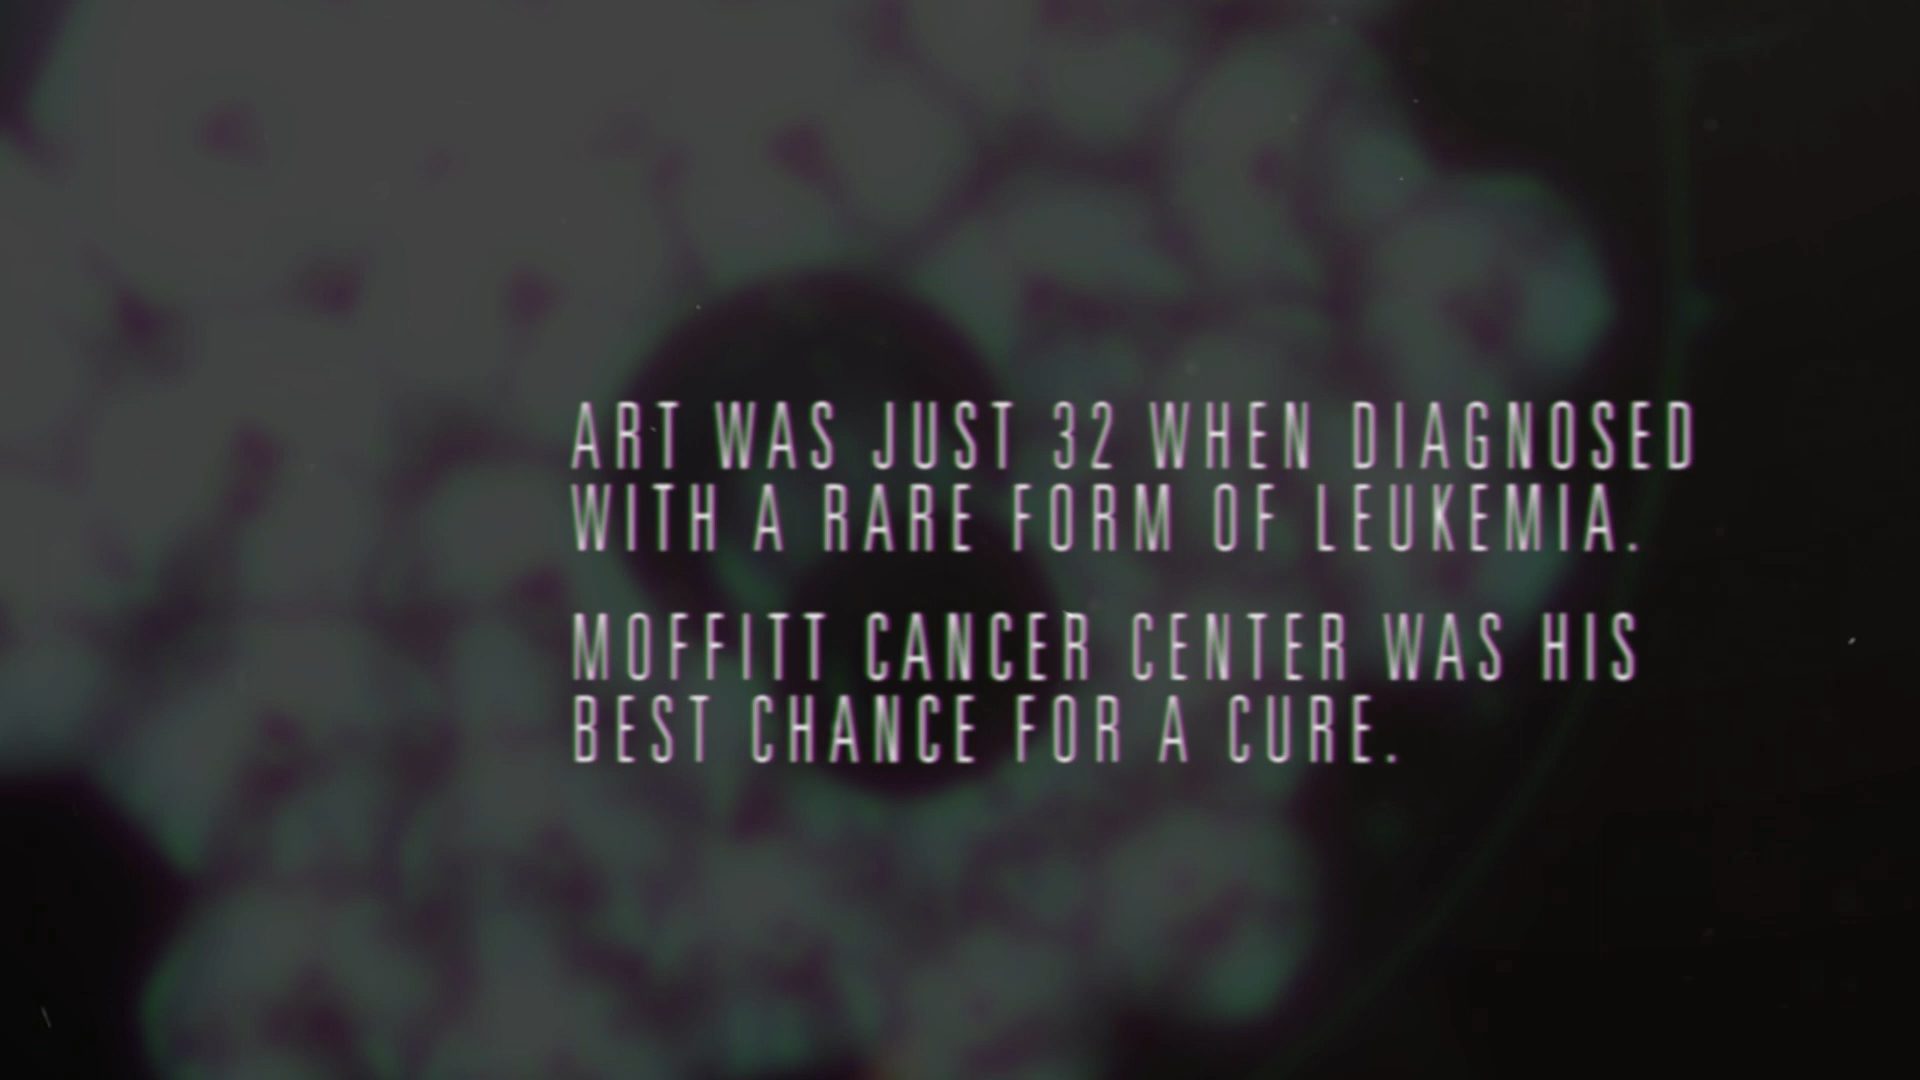 ART WAS JUST 32 WHEN DIAGNOSED
WITH A RARE FORM OF LEUKEMIA.
MOFFITT CANCER CENTER WAS HIS
BEST CHANCE FOR A CURE.